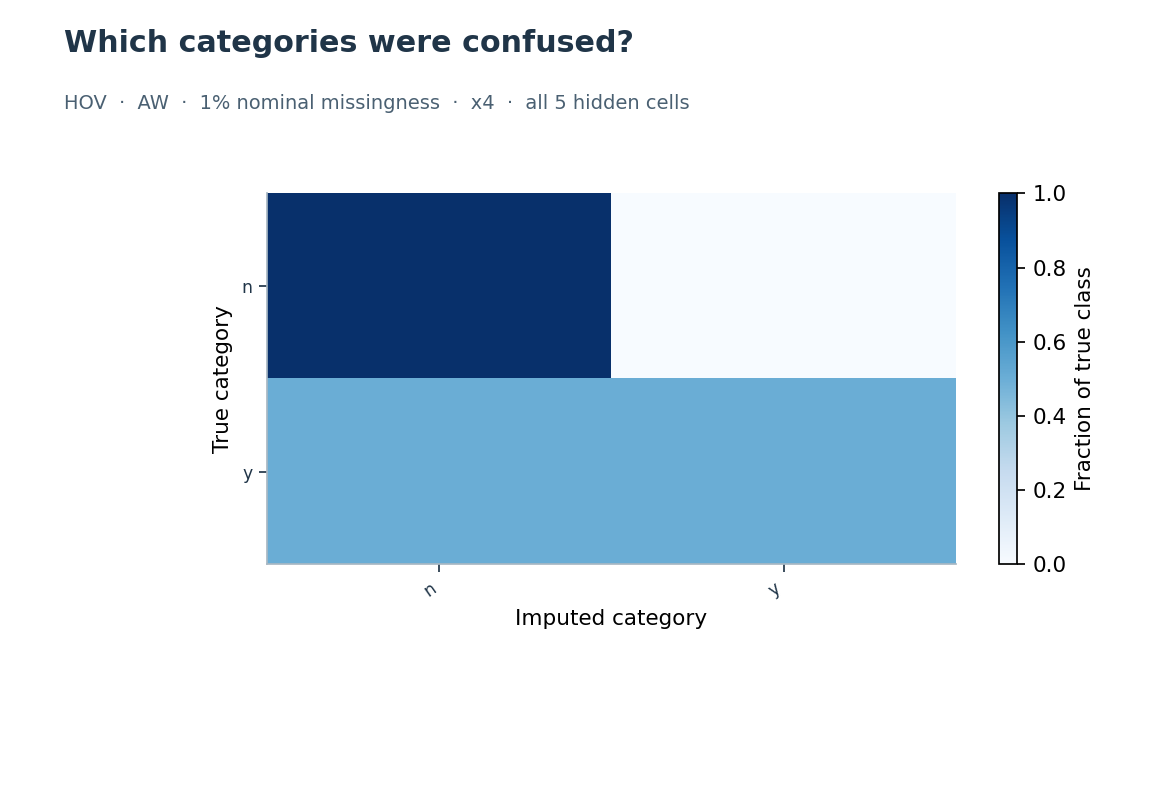 Which categories were confused?
HOV · AW · 1% nominal missingness · x4 · all 5 hidden cells
True category
n
y
n
y
Imputed category
1.0
0.8
0.6
0.4
0.2
0.0
Fraction of true class